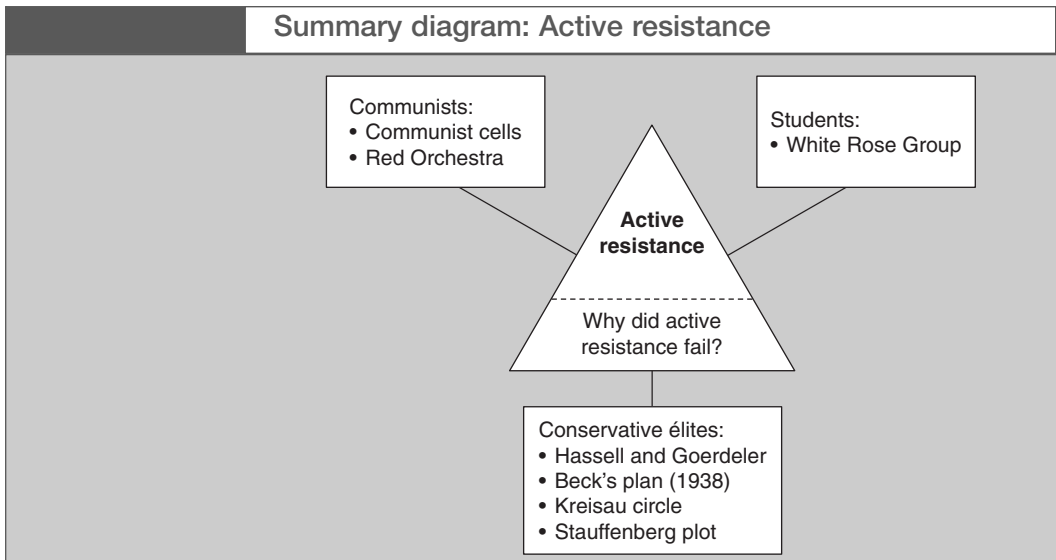 Summary diagram: Active resistance
Communists:
• Communist cells
• Red Orchestra
Students:
• White Rose Group
Active
resistance
Why did active
resistance fail?
Conservative élites:
• Hassell and Goerdeler
• Beck's plan (1938)
• Kreisau circle
• Stauffenberg plot